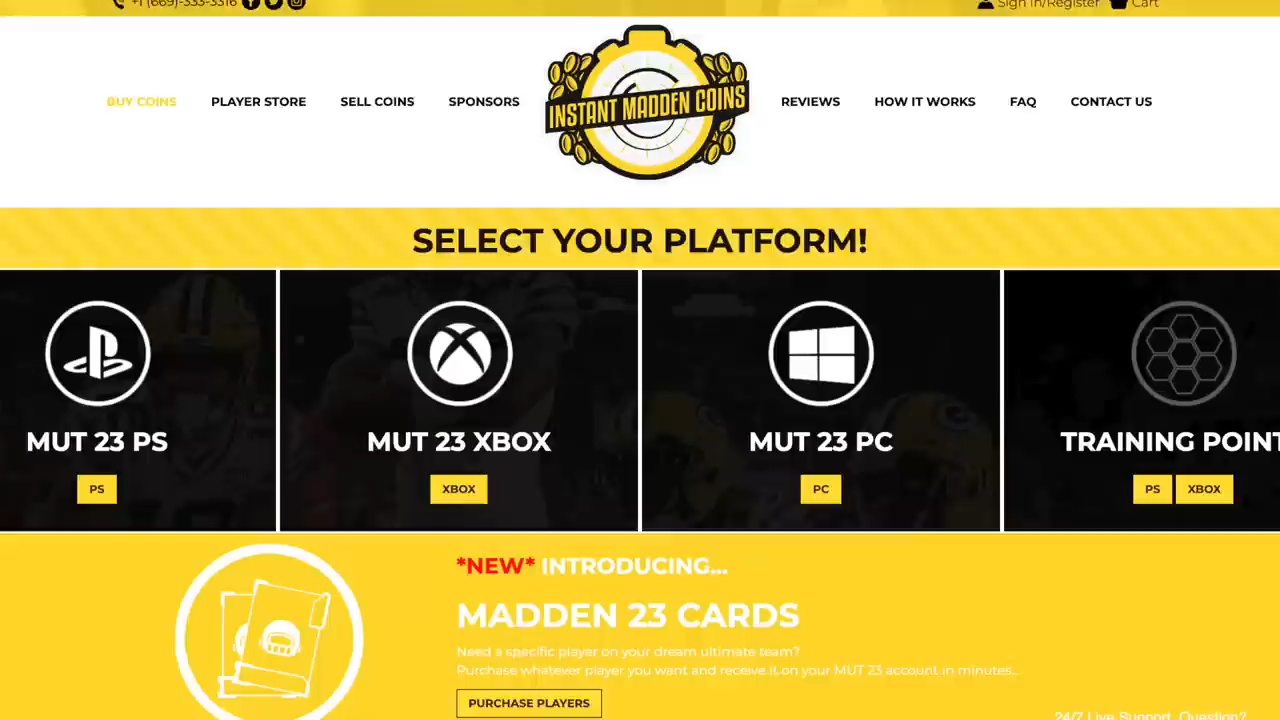 +1 (669)-333-3316
Sign In/Register
Cart
BUY COINS
PLAYER STORE
SELL COINS
SPONSORS
INSTANT MADDEN COINS
REVIEWS
HOW IT WORKS
FAQ
CONTACT US
SELECT YOUR PLATFORM!
MUT 23 PS
MUT 23 XBOX
MUT 23 PC
TRAINING POINT
PS
XBOX
PC
PS
XBOX
*NEW* INTRODUCING...
MADDEN 23 CARDS
Need a specific player on your dream ultimate team?
Purchase whatever player you want and receive it on your MUT 23 account in minutes...
PURCHASE PLAYERS
24/7 Live Support. Question?